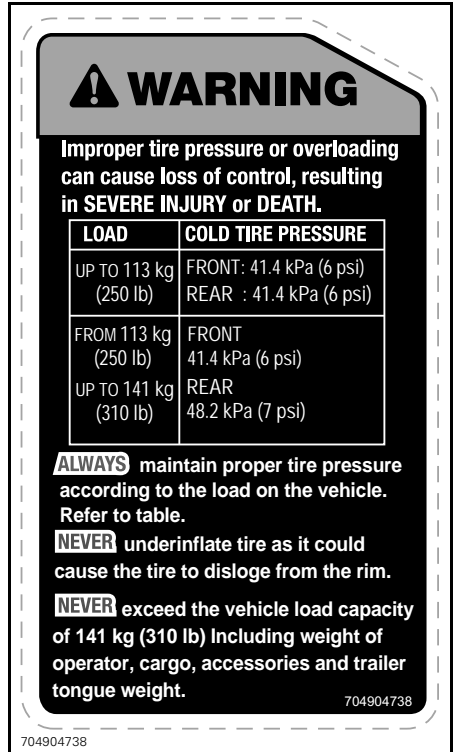 WARNING
Improper tire pressure or overloading
can cause loss of control, resulting
in SEVERE INJURY or DEATH.
LOAD COLD TIRE PRESSURE
UP TO 113 kg FRONT: 41.4 kPa (6 psi)
(250 lb) REAR : 41.4 kPa (6 psi)
FROM 113 kg FRONT
(250 lb) 41.4 kPa (6 psi)
UP TO 141 kg REAR
(310 lb) 48.2 kPa (7 psi)
ALWAYS maintain proper tire pressure
according to the load on the vehicle.
Refer to table.
NEVER underinflate tire as it could
cause the tire to disloge from the rim.
NEVER exceed the vehicle load capacity
of 141 kg (310 lb) Including weight of
operator, cargo, accessories and trailer
tongue weight.
704904738
704904738